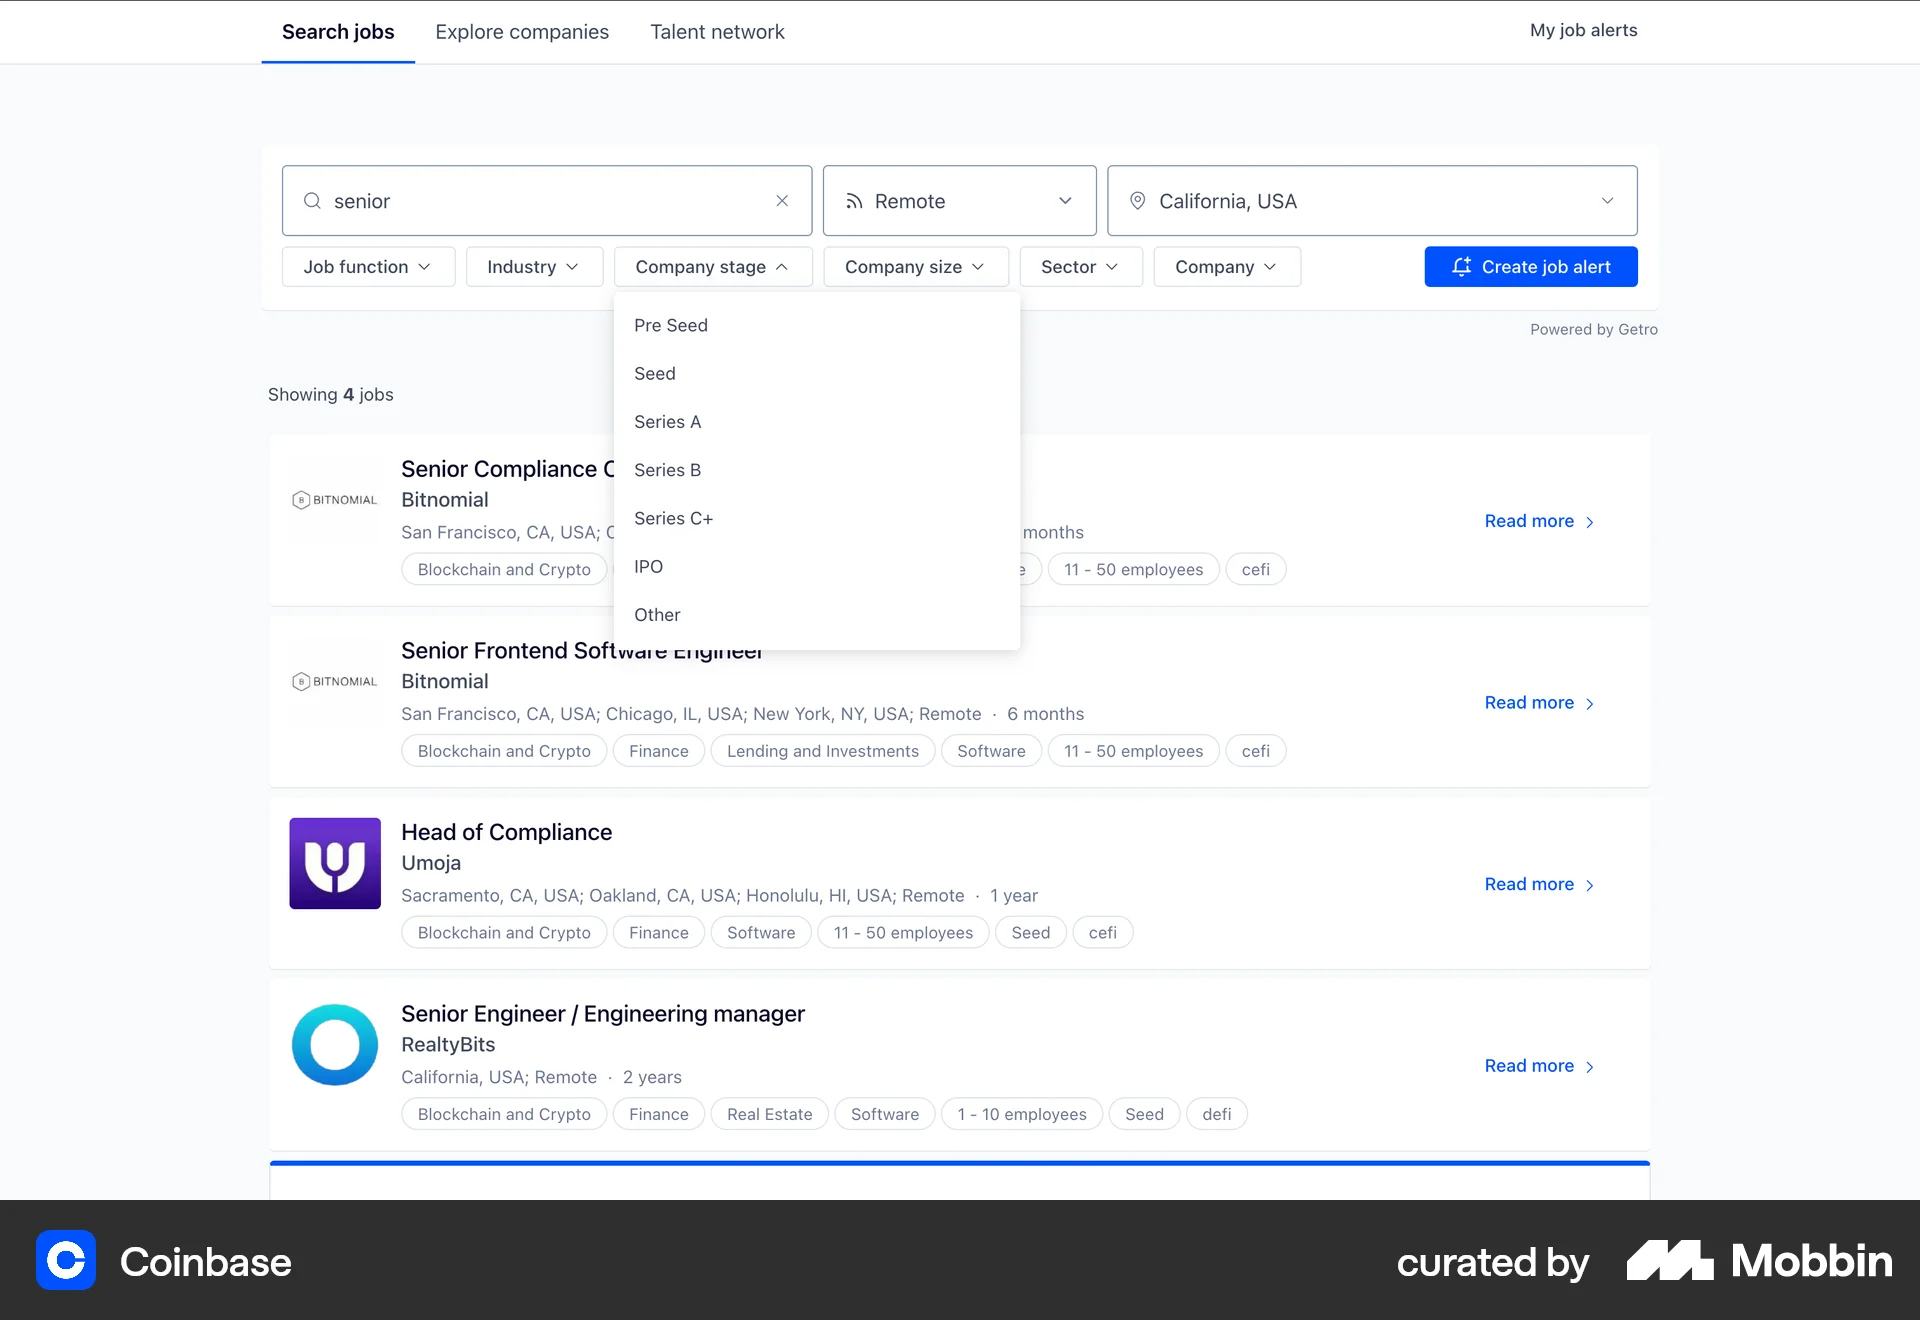 Search jobs
Explore companies
Talent network
My job alerts
senior
Remote
California, USA
Job function
Industry
Company stage
Company size
Sector
Company
Create job alert
Pre Seed
Seed
Series A
Series B
Series C+
IPO
Other
Powered by Getro
Showing 4 jobs
BITNOMIAL
Senior Compliance
Bitnomial
San Francisco, CA, USA;
months
Blockchain and Crypto
11 - 50 employees
cefi
Read more
BITNOMIAL
Senior Frontend Software Engineer
Bitnomial
San Francisco, CA, USA; Chicago, IL, USA; New York, NY, USA; Remote · 6 months
Blockchain and Crypto
Finance
Lending and Investments
Software
11 - 50 employees
cefi
Read more
Head of Compliance
Umoja
Sacramento, CA, USA; Oakland, CA, USA; Honolulu, HI, USA; Remote · 1 year
Blockchain and Crypto
Finance
Software
11 - 50 employees
Seed
cefi
Read more
Senior Engineer / Engineering manager
RealtyBits
California, USA; Remote · 2 years
Blockchain and Crypto
Finance
Real Estate
Software
1 - 10 employees
Seed
defi
Read more
Coinbase
curated by
Mobbin